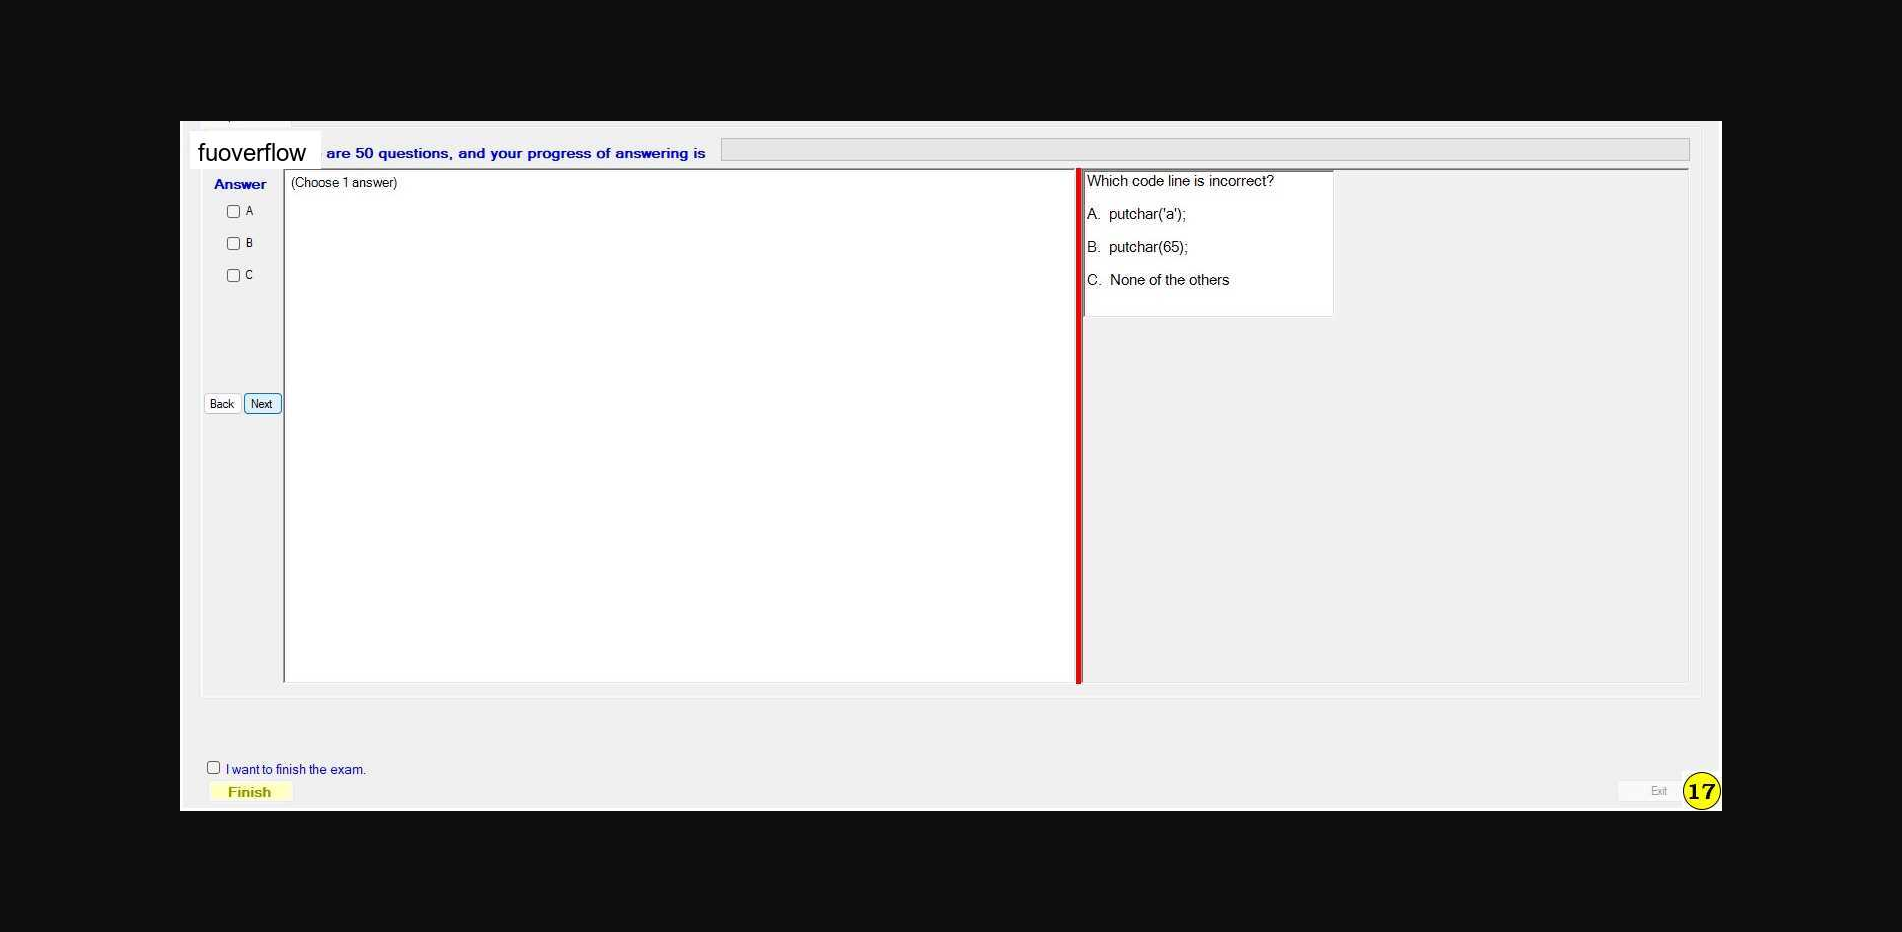 fuoverflow are 50 questions, and your progress of answering is
Answer
(Choose 1 answer)
A
B
C
Back Next
Which code line is incorrect?
A. putchar('a');
B. putchar(65);
C. None of the others
I want to finish the exam.
Finish
Exit
17